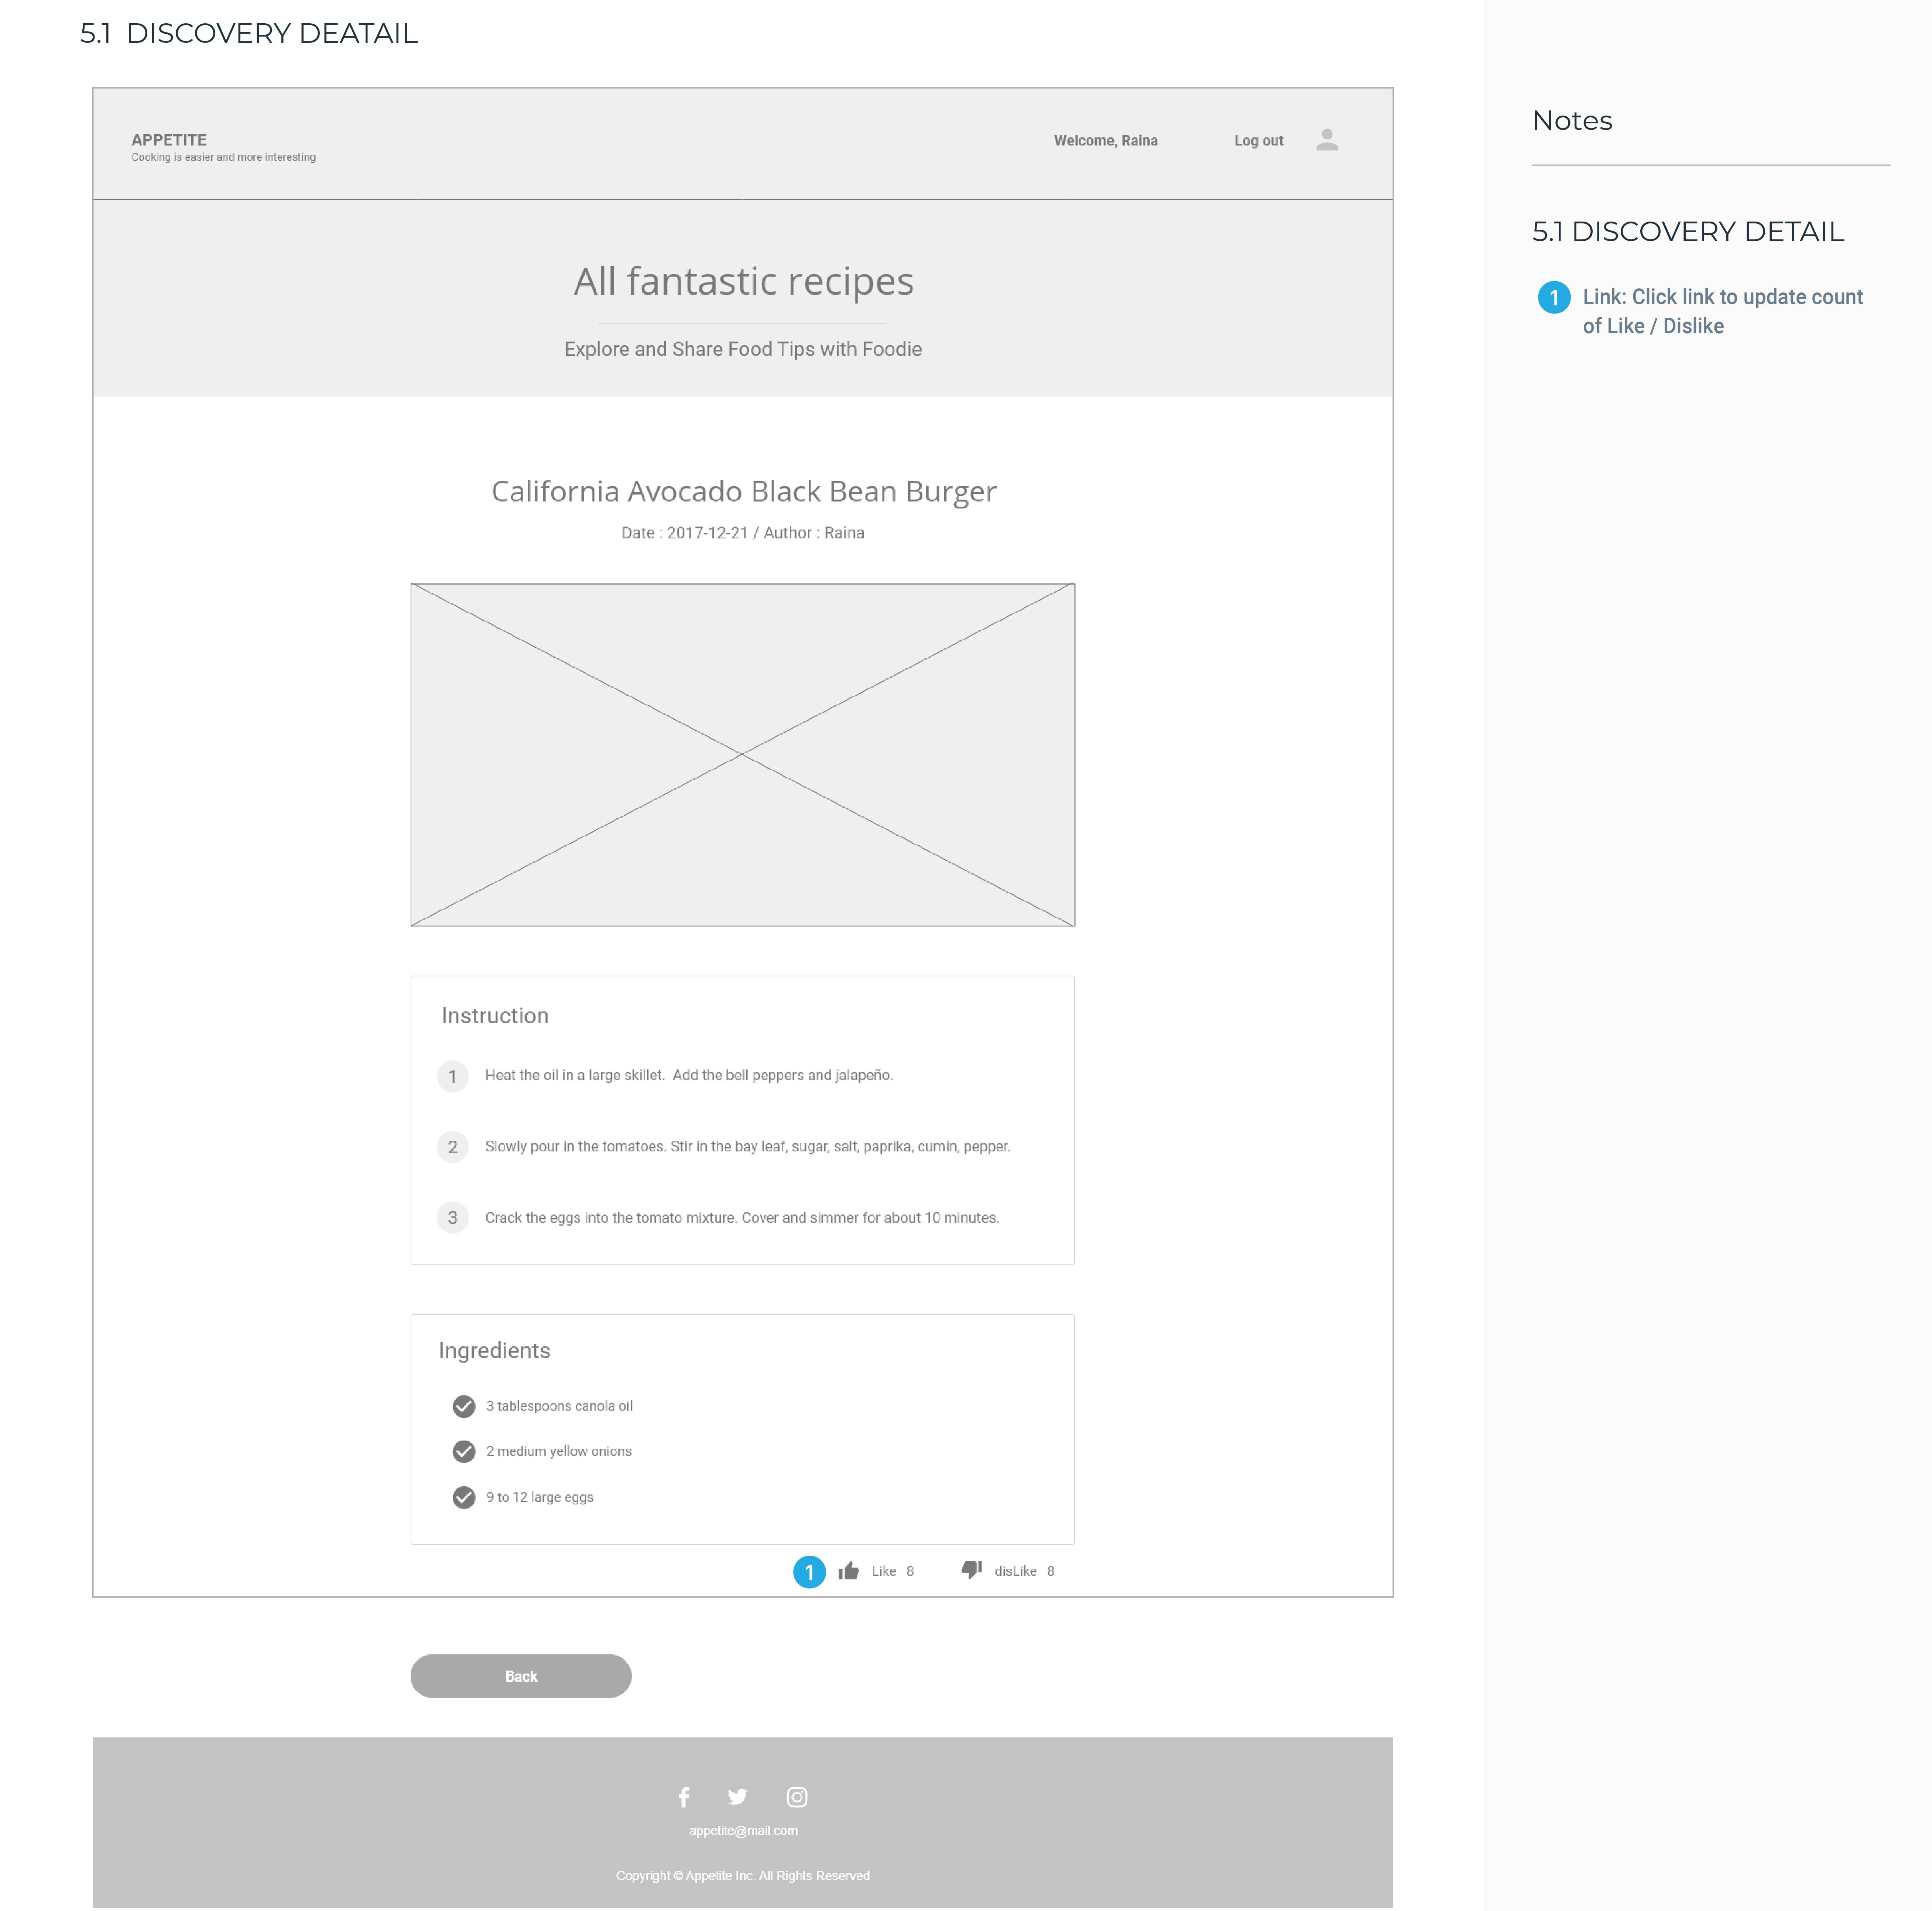 5.1 DISCOVERY DEATAIL
APPETITE
Cooking is easier and more interesting
Welcome, Raina
Log out
All fantastic recipes
Explore and Share Food Tips with Foodie
California Avocado Black Bean Burger
Date : 2017-12-21 / Author : Raina
Instruction
1 Heat the oil in a large skillet. Add the bell peppers and jalapeño.
2 Slowly pour in the tomatoes. Stir in the bay leaf, sugar, salt, paprika, cumin, pepper.
3 Crack the eggs into the tomato mixture. Cover and simmer for about 10 minutes.
Ingredients
3 tablespoons canola oil
2 medium yellow onions
9 to 12 large eggs
1 Like 8 disLike 8
Back
appetite@mail.com
Copyright © Appetite Inc. All Rights Reserved
Notes
5.1 DISCOVERY DETAIL
1 Link: Click link to update count
of Like / Dislike